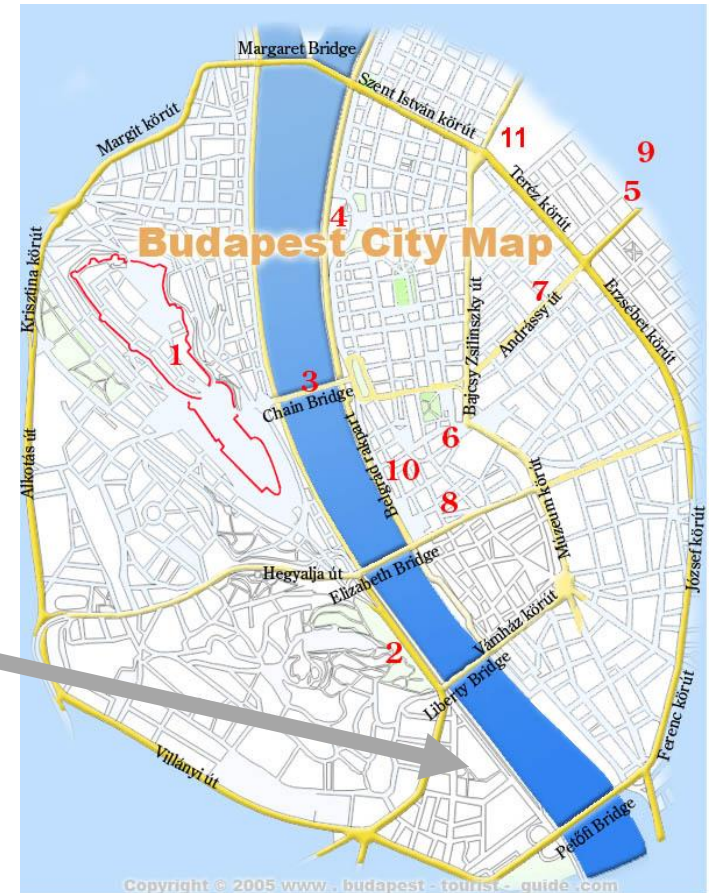 Margaret Bridge
Szent István körút
Margit körút
11
9
Teréz körút
5
4
Budapest City Map
Krisztina körút
7
Erzsébet körút
Andrássy út
Bajcsy Zsilinszky út
1
3
Chain Bridge
6
Belgrad rakpart
10
8
Alkotás út
Múzeum körút
József körút
Hegyalja út
Elizabeth Bridge
2
Vámház körút
Liberty Bridge
Ferenc körút
Villányi út
Petőfi Bridge
Copyright © 2005 www . budapest - tourist - guide .com